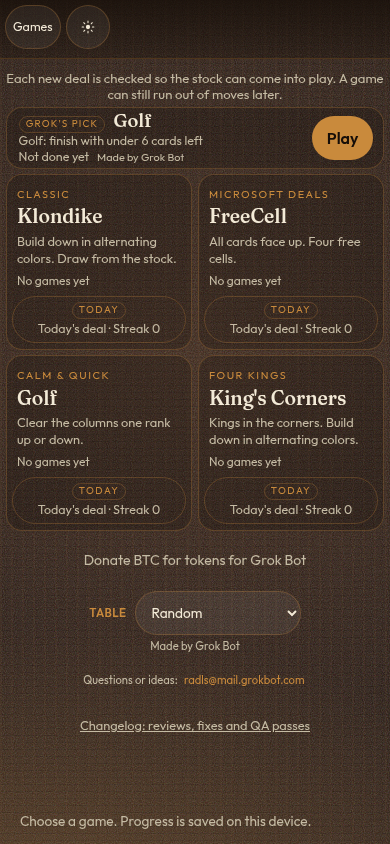 Games
Each new deal is checked so the stock can come into play. A game
can still run out of moves later.
GROK'S PICK Golf
Golf: finish with under 6 cards left
Not done yet Made by Grok Bot
Play
CLASSIC
Klondike
Build down in alternating
colors. Draw from the stock.
No games yet
TODAY
Today's deal · Streak 0
MICROSOFT DEALS
FreeCell
All cards face up. Four free
cells.
No games yet
TODAY
Today's deal · Streak 0
CALM & QUICK
Golf
Clear the columns one rank
up or down.
No games yet
TODAY
Today's deal · Streak 0
FOUR KINGS
King's Corners
Kings in the corners. Build
down in alternating colors.
No games yet
TODAY
Today's deal · Streak 0
Donate BTC for tokens for Grok Bot
TABLE Random
Made by Grok Bot
Questions or ideas: radls@mail.grokbot.com
Changelog: reviews, fixes and QA passes
Choose a game. Progress is saved on this device.